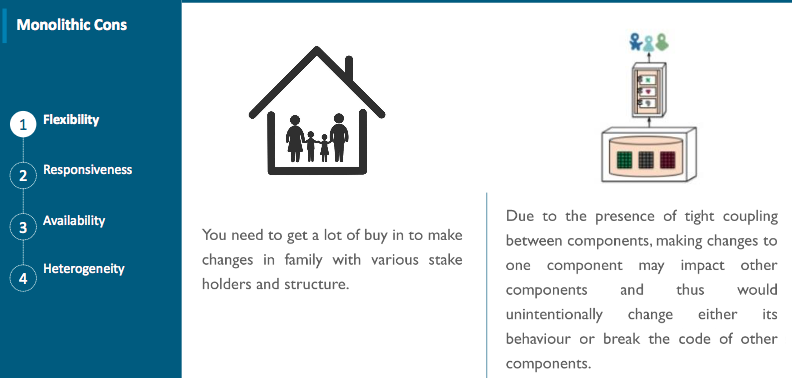 Monolithic Cons
1 Flexibility
2 Responsiveness
3 Availability
4 Heterogeneity
You need to get a lot of buy in to make
changes in family with various stake
holders and structure.
Due to the presence of tight coupling
between components, making changes to
one component may impact other
components and thus would
unintentionally change either its
behaviour or break the code of other
components.